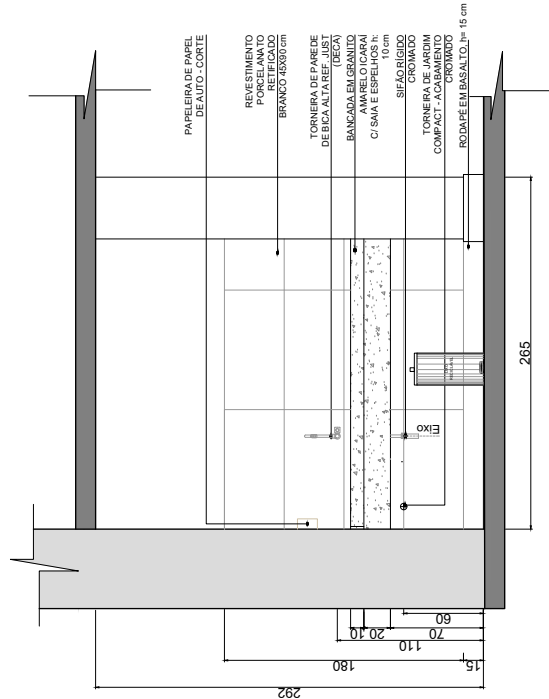 PAPELEIRA DE PAPEL
DE AUTO - CORTE
REVESTIMENTO
PORCELANATO
RETIFICADO
BRANCO 45X90 cm
TORNEIRA DE PAREDE
DE BICA ALTA REF. JUST
(DECA)
BANCADA EM GRANITO
AMARELO ICARAÍ
C/ SAIA E ESPELHOS h:
10 cm
SIFÃO RÍGIDO
CROMADO
TORNEIRA DE JARDIM
COMPACT - ACABAMENTO
CROMADO
RODAPÉ EM BASALTO, h= 15 cm
Eixo
265
292
180
15
110
10
20
70
60